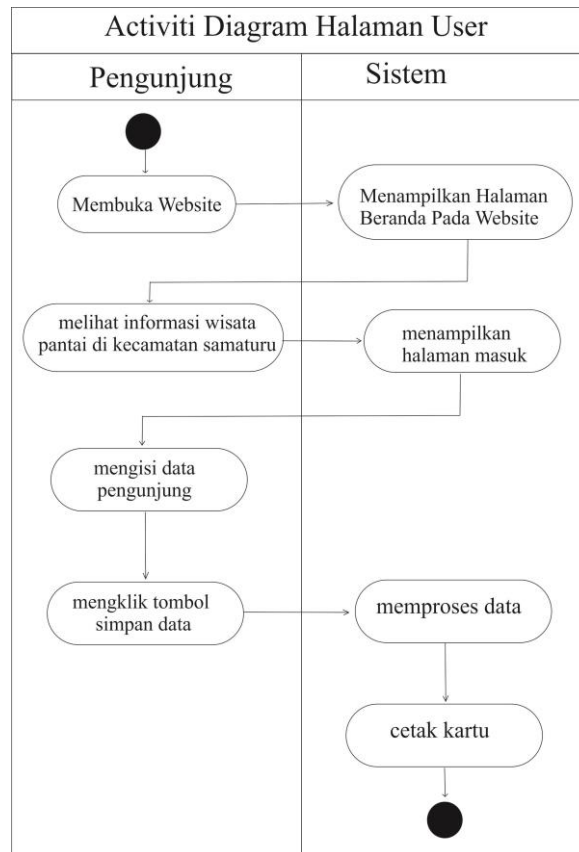 Activiti Diagram Halaman User
Pengunjung
Sistem
Membuka Website
Menampilkan Halaman
Beranda Pada Website
melihat informasi wisata
pantai di kecamatan samaturu
menampilkan
halaman masuk
mengisi data
pengunjung
mengklik tombol
simpan data
memproses data
cetak kartu